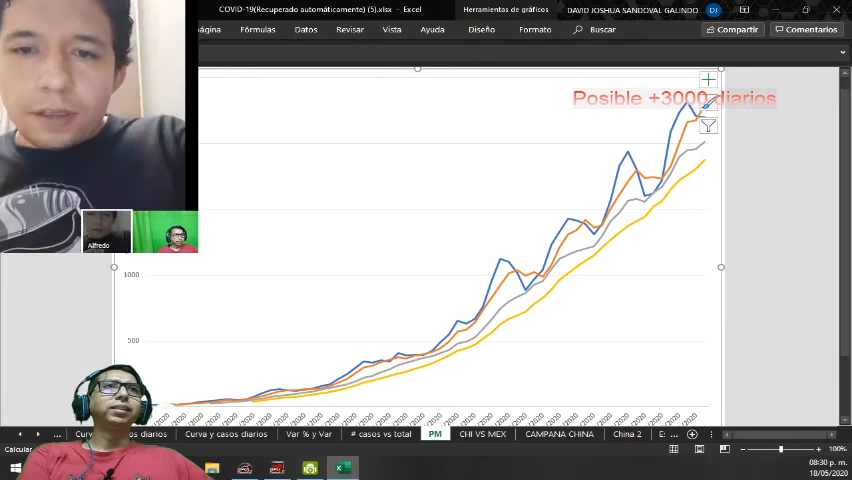 COVID-19(Recuperado automáticamente) (5).xlsx - Excel
Herramientas de gráficos
DAVID JOSHUA SANDOVAL GALINDO
DJ
Fórmulas Datos Revisar Vista Ayuda Diseño Formato Buscar Compartir Comentarios
Posible +3000 diarios
Alfredo
1000
500
... Curva y casos diarios Var % y Var # casos vs total PM CHI VS MEX CAMPANA CHINA China 2 ...
Calcular
100%
08:30 p. m.
18/05/2020